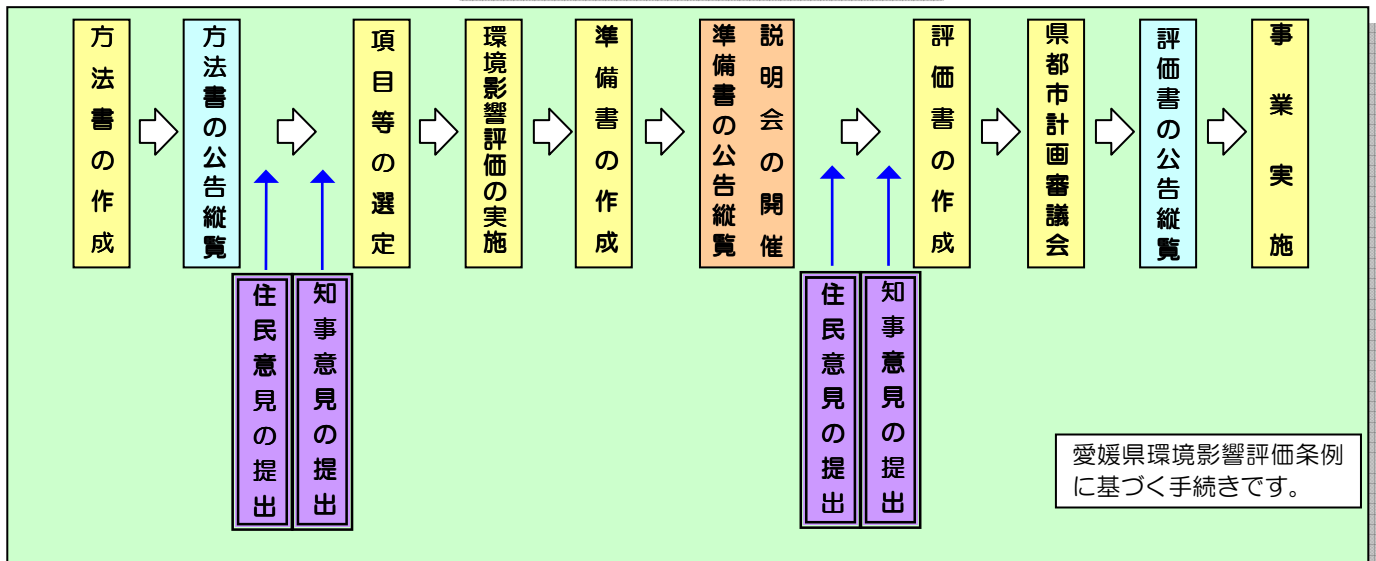 方法書の作成
方法書の公告縦覧
項目等の選定
環境影響評価の実施
準備書の作成
説明会の開催
準備書の公告縦覧
評価書の作成
県都市計画審議会
評価書の公告縦覧
事業実施
住民意見の提出
知事意見の提出
住民意見の提出
知事意見の提出
愛媛県環境影響評価条例
に基づく手続きです。